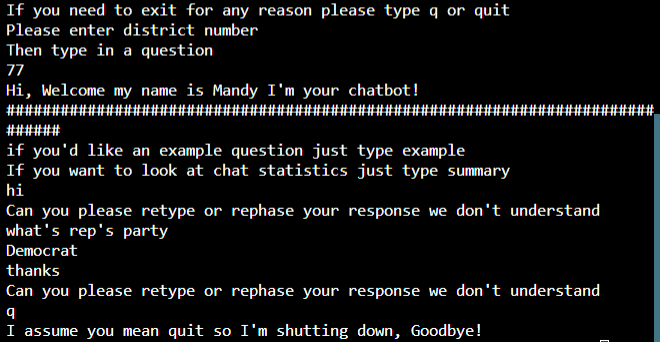 If you need to exit for any reason please type q or quit
Please enter district number
Then type in a question
77
Hi, Welcome my name is Mandy I'm your chatbot!
########################################################################
######
if you'd like an example question just type example
If you want to look at chat statistics just type summary
hi
Can you please retype or rephase your response we don't understand
what's rep's party
Democrat
thanks
Can you please retype or rephase your response we don't understand
q
I assume you mean quit so I'm shutting down, Goodbye!